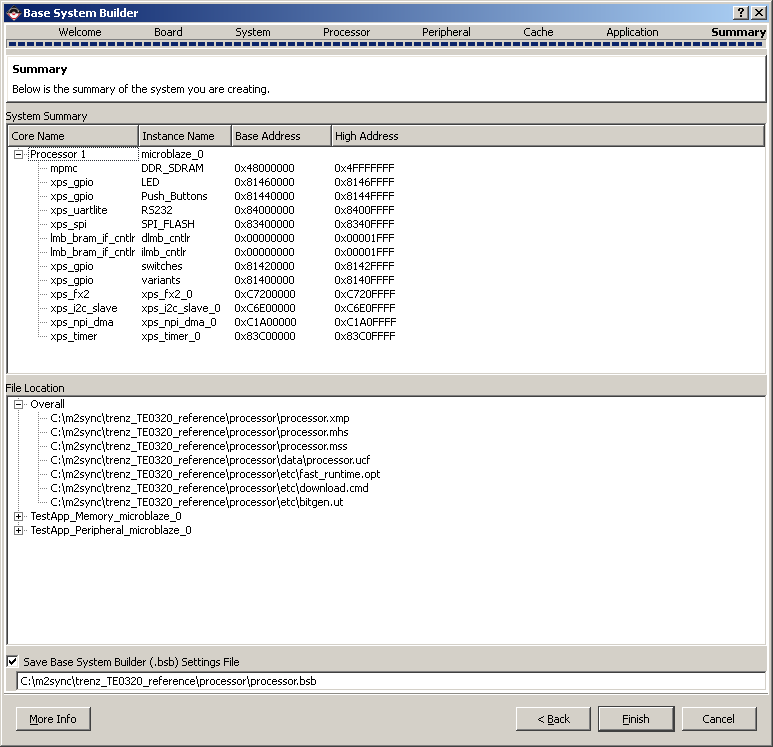 Base System Builder
Welcome Board System Processor Peripheral Cache Application Summary
Summary
Below is the summary of the system you are creating.
System Summary
Core Name Instance Name Base Address High Address
Processor 1 microblaze_0
mpmc DDR_SDRAM 0x48000000 0x4FFFFFFF
xps_gpio LED 0x81460000 0x8146FFFF
xps_gpio Push_Buttons 0x81440000 0x8144FFFF
xps_uartlite RS232 0x84000000 0x8400FFFF
xps_spi SPI_FLASH 0x83400000 0x8340FFFF
lmb_bram_if_cntlr dlmb_cntlr 0x00000000 0x00001FFF
lmb_bram_if_cntlr ilmb_cntlr 0x00000000 0x00001FFF
xps_gpio switches 0x81420000 0x8142FFFF
xps_gpio variants 0x81400000 0x8140FFFF
xps_fx2 xps_fx2_0 0xC7200000 0xC720FFFF
xps_i2c_slave xps_i2c_slave_0 0xC6E00000 0xC6E0FFFF
xps_npi_dma xps_npi_dma_0 0xC1A00000 0xC1A0FFFF
xps_timer xps_timer_0 0x83C00000 0x83C0FFFF
File Location
Overall
C:\m2sync\trenz_TE0320_reference\processor\processor.xmp
C:\m2sync\trenz_TE0320_reference\processor\processor.mhs
C:\m2sync\trenz_TE0320_reference\processor\processor.mss
C:\m2sync\trenz_TE0320_reference\processor\data\processor.ucf
C:\m2sync\trenz_TE0320_reference\processor\etc\fast_runtime.opt
C:\m2sync\trenz_TE0320_reference\processor\etc\download.cmd
C:\m2sync\trenz_TE0320_reference\processor\etc\bitgen.ut
TestApp_Memory_microblaze_0
TestApp_Peripheral_microblaze_0
Save Base System Builder (.bsb) Settings File
C:\m2sync\trenz_TE0320_reference\processor\processor.bsb
More Info < Back Finish Cancel